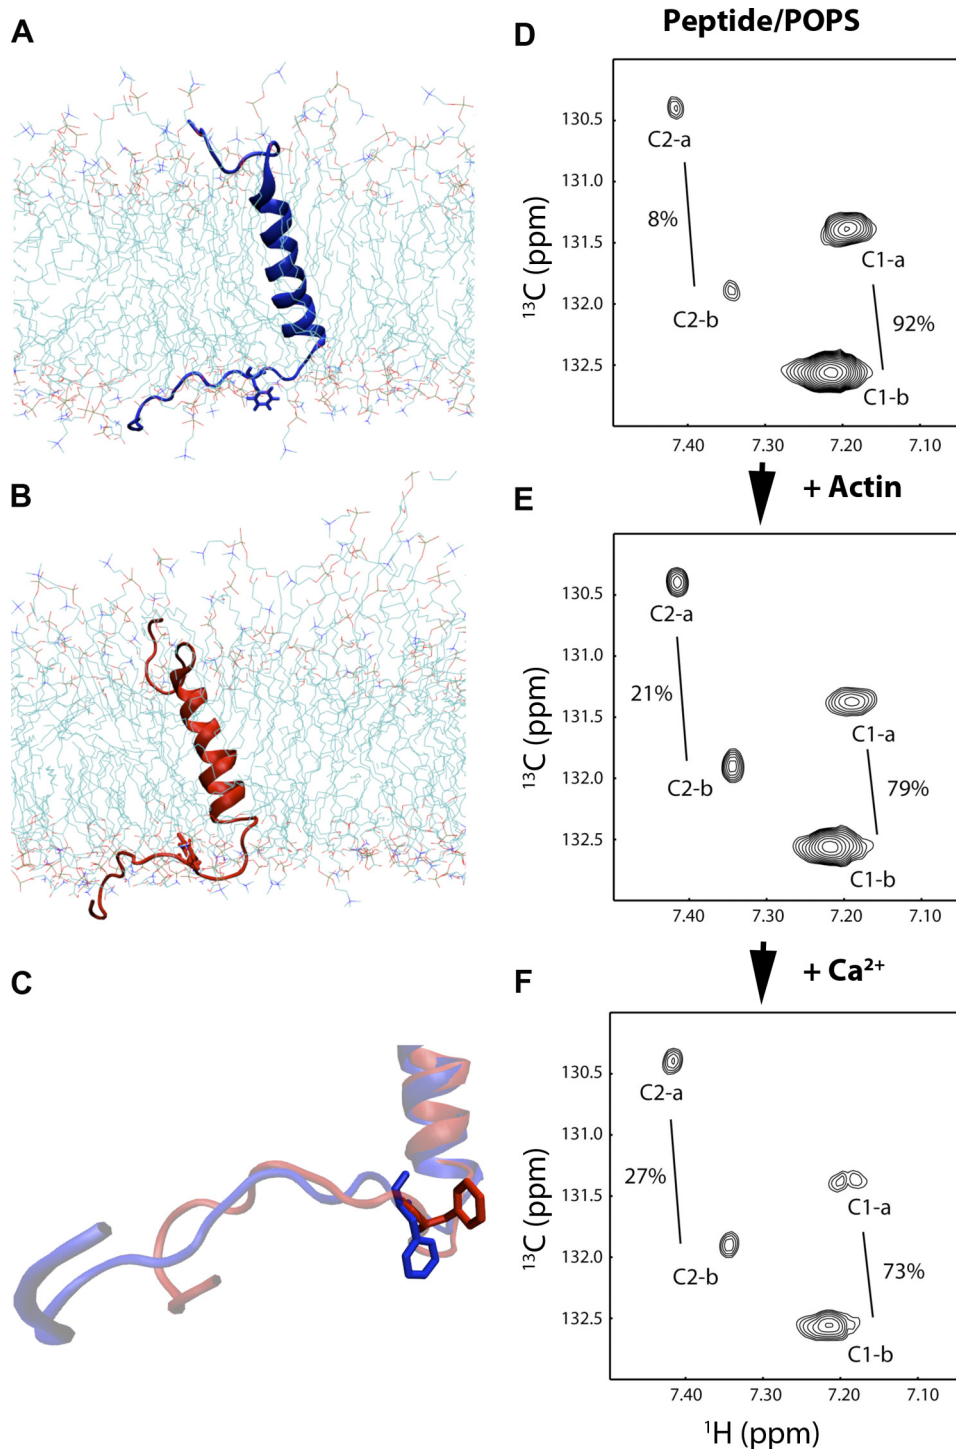 A
B
C
D
Peptide/POPS
130.5
131.0
131.5
132.0
132.5
¹³C (ppm)
C2-a
8%
C2-b
C1-a
92%
C1-b
7.40 7.30 7.20 7.10
+ Actin
E
130.5
131.0
131.5
132.0
132.5
¹³C (ppm)
C2-a
21%
C2-b
C1-a
79%
C1-b
7.40 7.30 7.20 7.10
+ Ca²⁺
F
130.5
131.0
131.5
132.0
132.5
¹³C (ppm)
C2-a
27%
C2-b
C1-a
73%
C1-b
7.40 7.30 7.20 7.10
¹H (ppm)